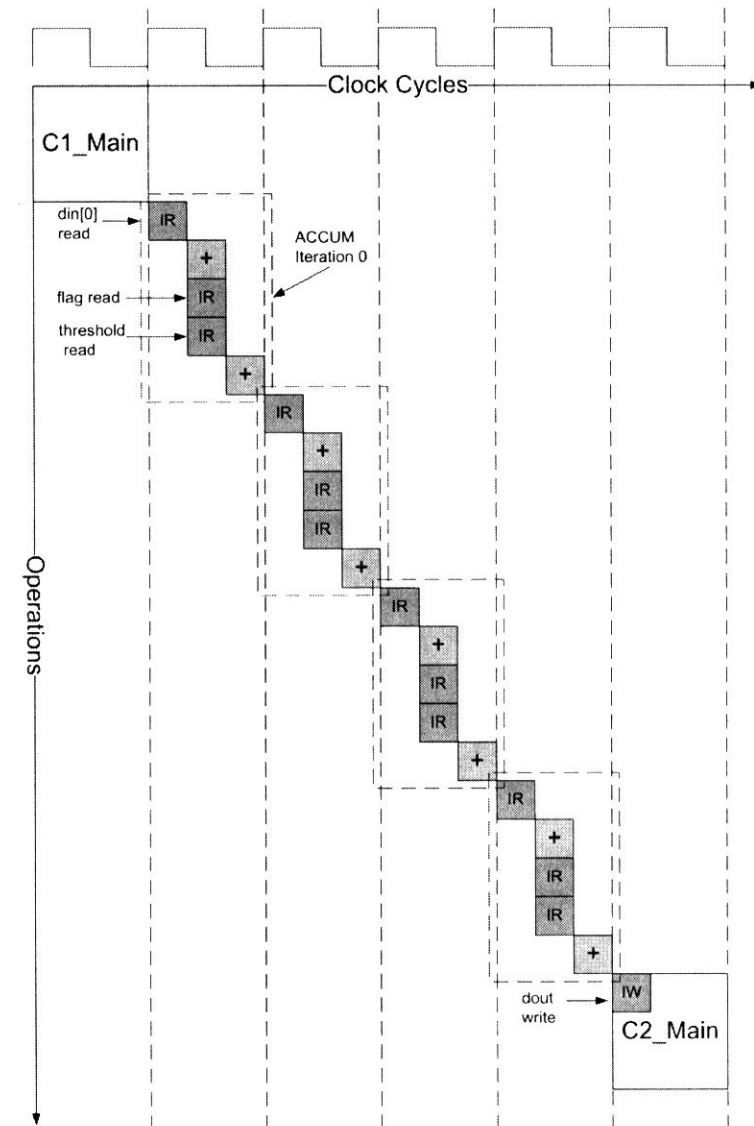 Clock Cycles
C1_Main
din[0]
read
IR
+
ACCUM
Iteration 0
flag read
IR
threshold
read
IR
+
IR
+
IR
IR
+
Operations
IR
+
IR
IR
+
IR
+
IR
IR
+
dout
write
IW
C2_Main